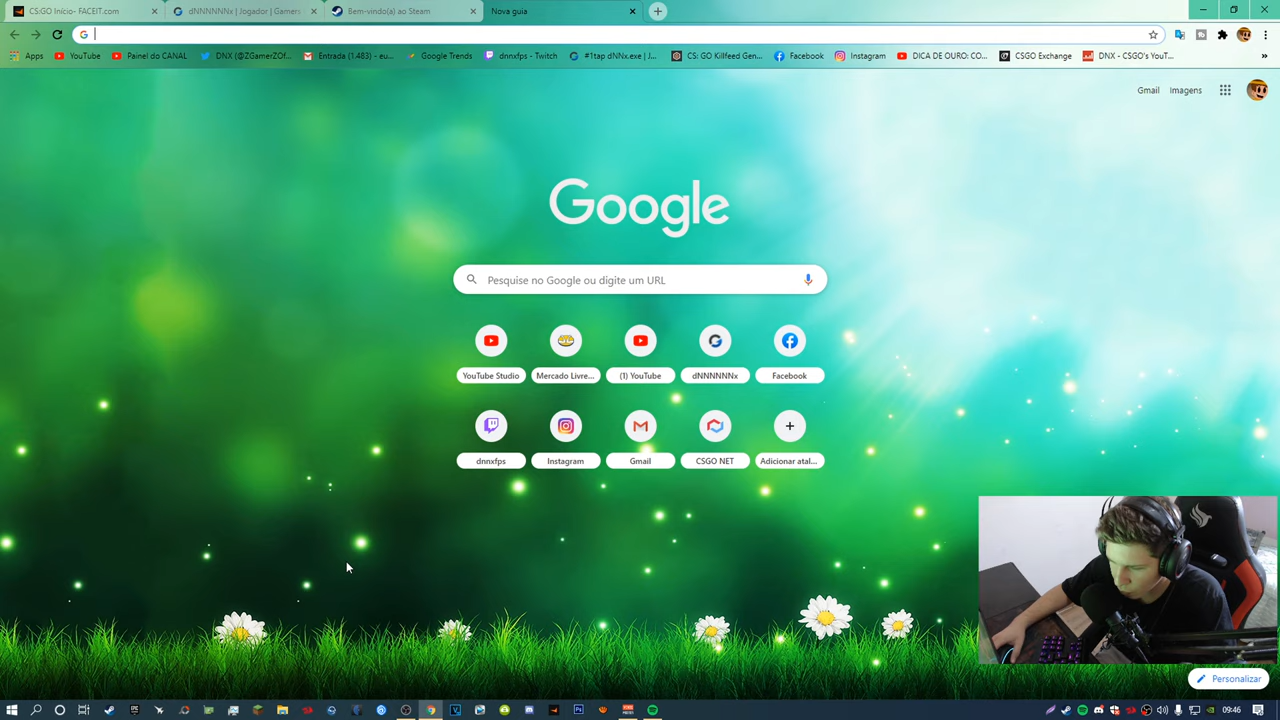 CS:GO Início- FACEIT.com
dNNNNNNx | Jogador | Gamers
Bem-vindo(a) ao Steam
Nova guia
Apps
YouTube
Painel do CANAL
DNX (@ZGamerZOf...
Entrada (1.483) - eu...
Google Trends
dnnxfps - Twitch
#1tap dNNx.exe | J...
CS: GO Killfeed Gen...
Facebook
Instagram
DICA DE OURO: CO...
CSGO Exchange
DNX - CSGO's YouT...
»
Gmail
Imagens
Google
Pesquise no Google ou digite um URL
YouTube Studio
Mercado Livre...
(1) YouTube
dNNNNNNx
Facebook
dnnxfps
Instagram
Gmail
CSGO NET
Adicionar atal...
Personalizar
09:46